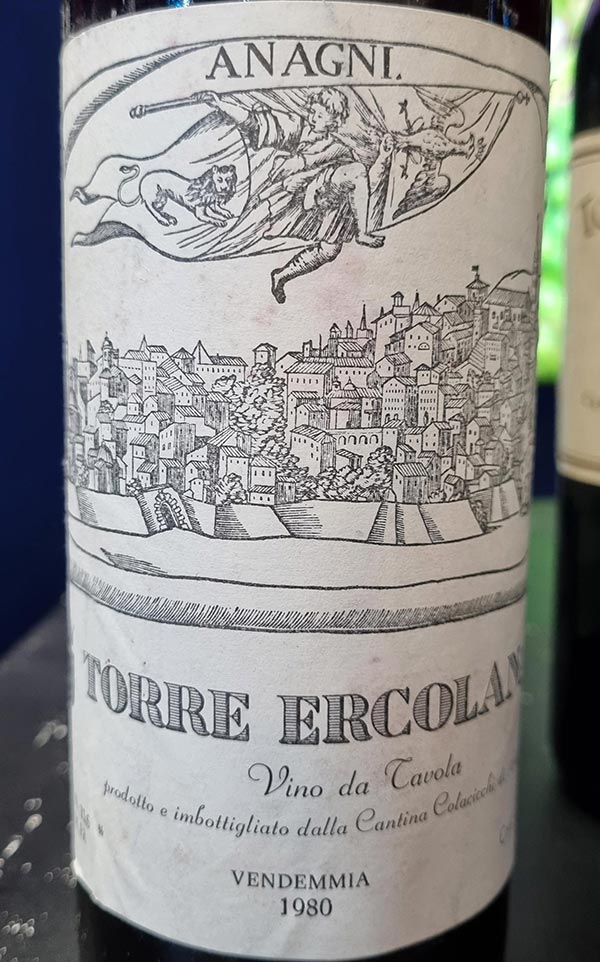 ANAGNI.
TORRE ERCOLAN
Vino da Tavola
prodotto e imbottigliato dalla Cantina Colacicchi
VENDEMMIA
1980